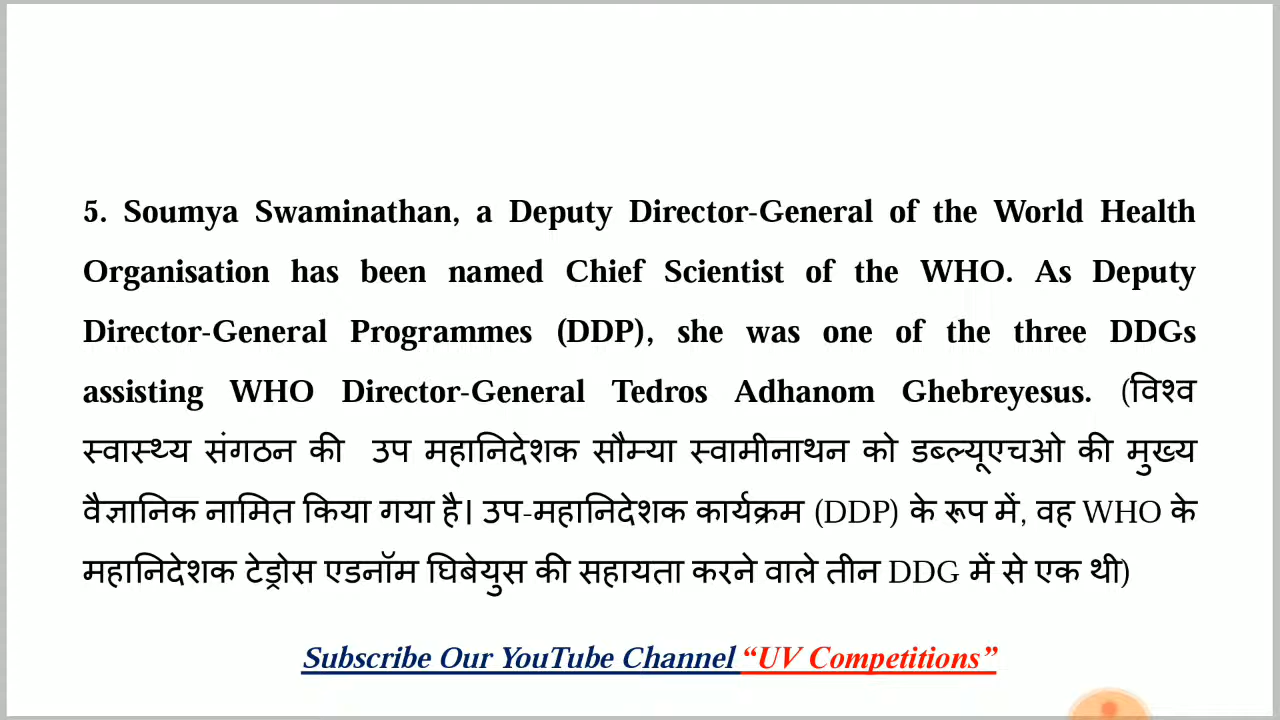 5. Soumya Swaminathan, a Deputy Director-General of the World Health
Organisation has been named Chief Scientist of the WHO. As Deputy
Director-General Programmes (DDP), she was one of the three DDGs
assisting WHO Director-General Tedros Adhanom Ghebreyesus. (विश्व
स्वास्थ्य संगठन की उप महानिदेशक सौम्या स्वामीनाथन को डब्ल्यूएचओ की मुख्य
वैज्ञानिक नामित किया गया है। उप-महानिदेशक कार्यक्रम (DDP) के रूप में, वह WHO के
महानिदेशक टेड्रोस एडनॉम घिबेयुस की सहायता करने वाले तीन DDG में से एक थी)
Subscribe Our YouTube Channel “UV Competitions”